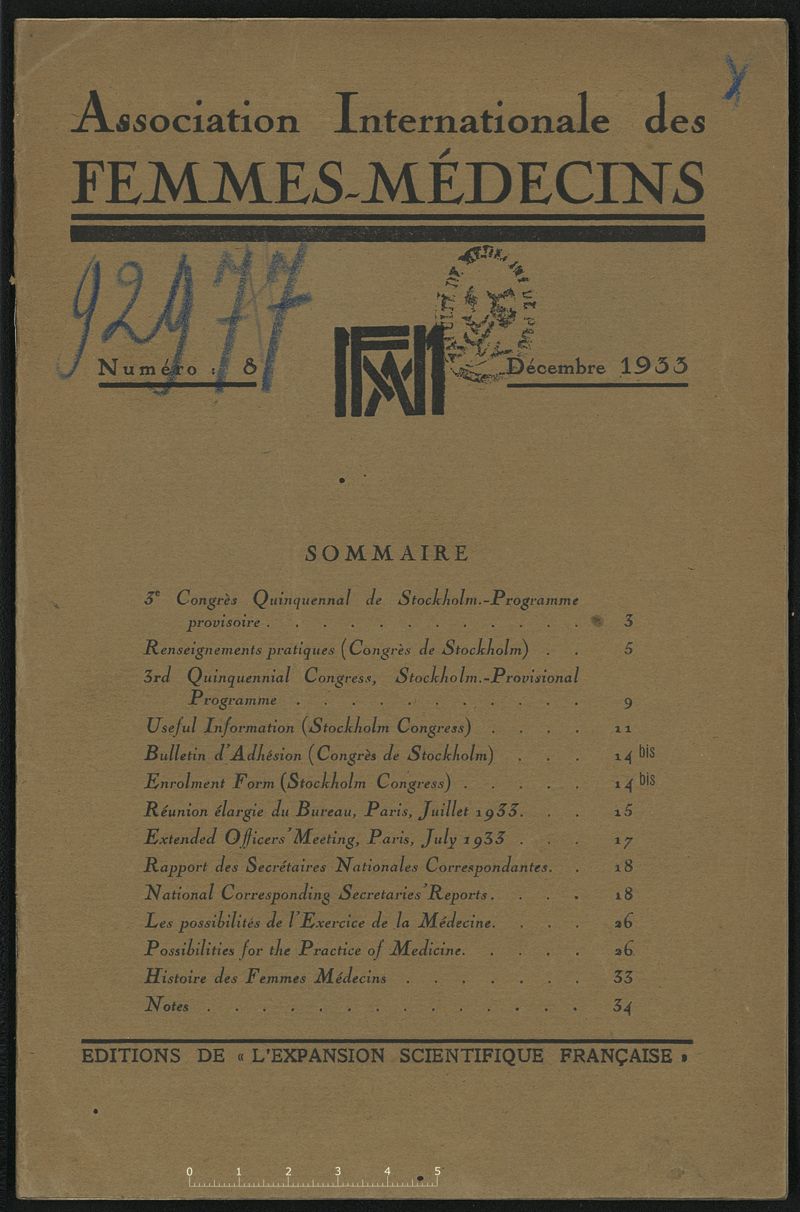 Association Internationale des
FEMMES-MÉDECINS
92977
Numéro : 8
Décembre 1933
SOMMAIRE
3e Congrès Quinquennal de Stockholm.-Programme
provisoire . . . . . . . . . . . . 3
Renseignements pratiques (Congrès de Stockholm) . . 5
3rd Quinquennial Congress, Stockholm.-Provisional
Programme . . . . . . . . . . . 9
Useful Information (Stockholm Congress) . . . . 11
Bulletin d'Adhésion (Congrès de Stockholm) . . . 14 bis
Enrolment Form (Stockholm Congress) . . . . . 14 bis
Réunion élargie du Bureau, Paris, Juillet 1933. . . 15
Extended Officers' Meeting, Paris, July 1933 . . . 17
Rapport des Secrétaires Nationales Correspondantes. . 18
National Corresponding Secretaries' Reports. . . . 18
Les possibilités de l'Exercice de la Médecine. . . . 26
Possibilities for the Practice of Medicine. . . . . 26
Histoire des Femmes Médecins . . . . . . . 33
Notes . . . . . . . . . . . . . . 34
EDITIONS DE « L'EXPANSION SCIENTIFIQUE FRANÇAISE »
0 1 2 3 4 5